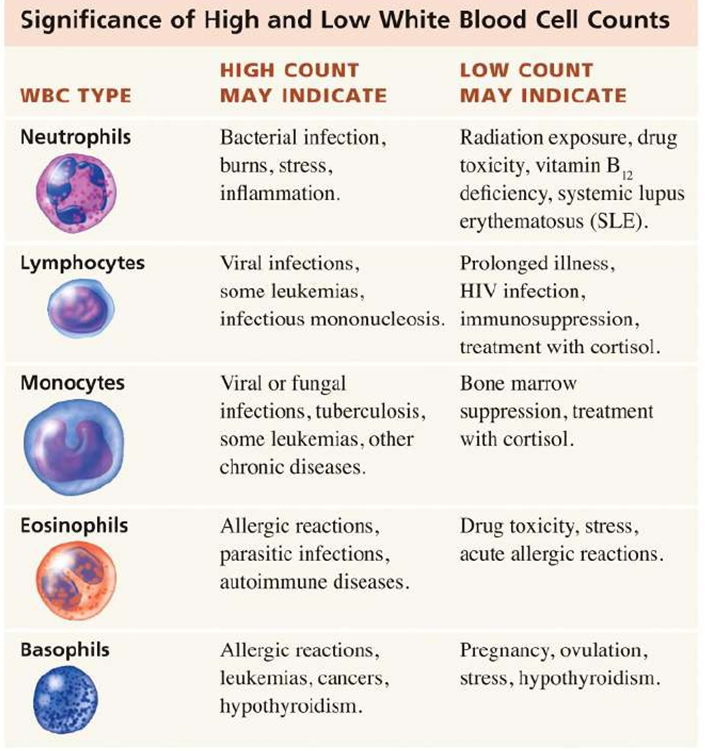 Significance of High and Low White Blood Cell Counts
WBC TYPE
HIGH COUNT
MAY INDICATE
LOW COUNT
MAY INDICATE
Neutrophils
Bacterial infection,
burns, stress,
inflammation.
Radiation exposure, drug
toxicity, vitamin B12
deficiency, systemic lupus
erythematosus (SLE).
Lymphocytes
Viral infections,
some leukemias,
infectious mononucleosis.
Prolonged illness,
HIV infection,
immunosuppression,
treatment with cortisol.
Monocytes
Viral or fungal
infections, tuberculosis,
some leukemias, other
chronic diseases.
Bone marrow
suppression, treatment
with cortisol.
Eosinophils
Allergic reactions,
parasitic infections,
autoimmune diseases.
Drug toxicity, stress,
acute allergic reactions.
Basophils
Allergic reactions,
leukemias, cancers,
hypothyroidism.
Pregnancy, ovulation,
stress, hypothyroidism.